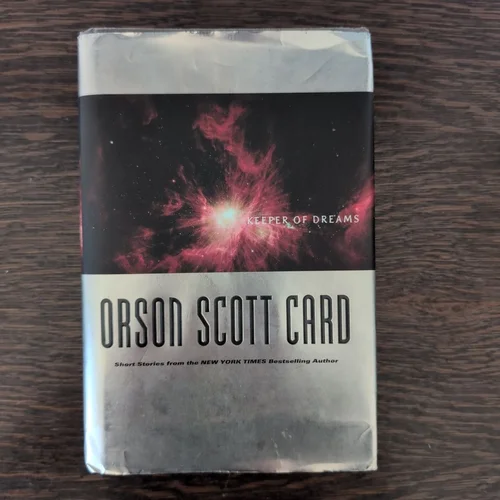 KEEPER OF DREAMS
ORSON SCOTT CARD
Short Stories from the NEW YORK TIMES Bestselling Author